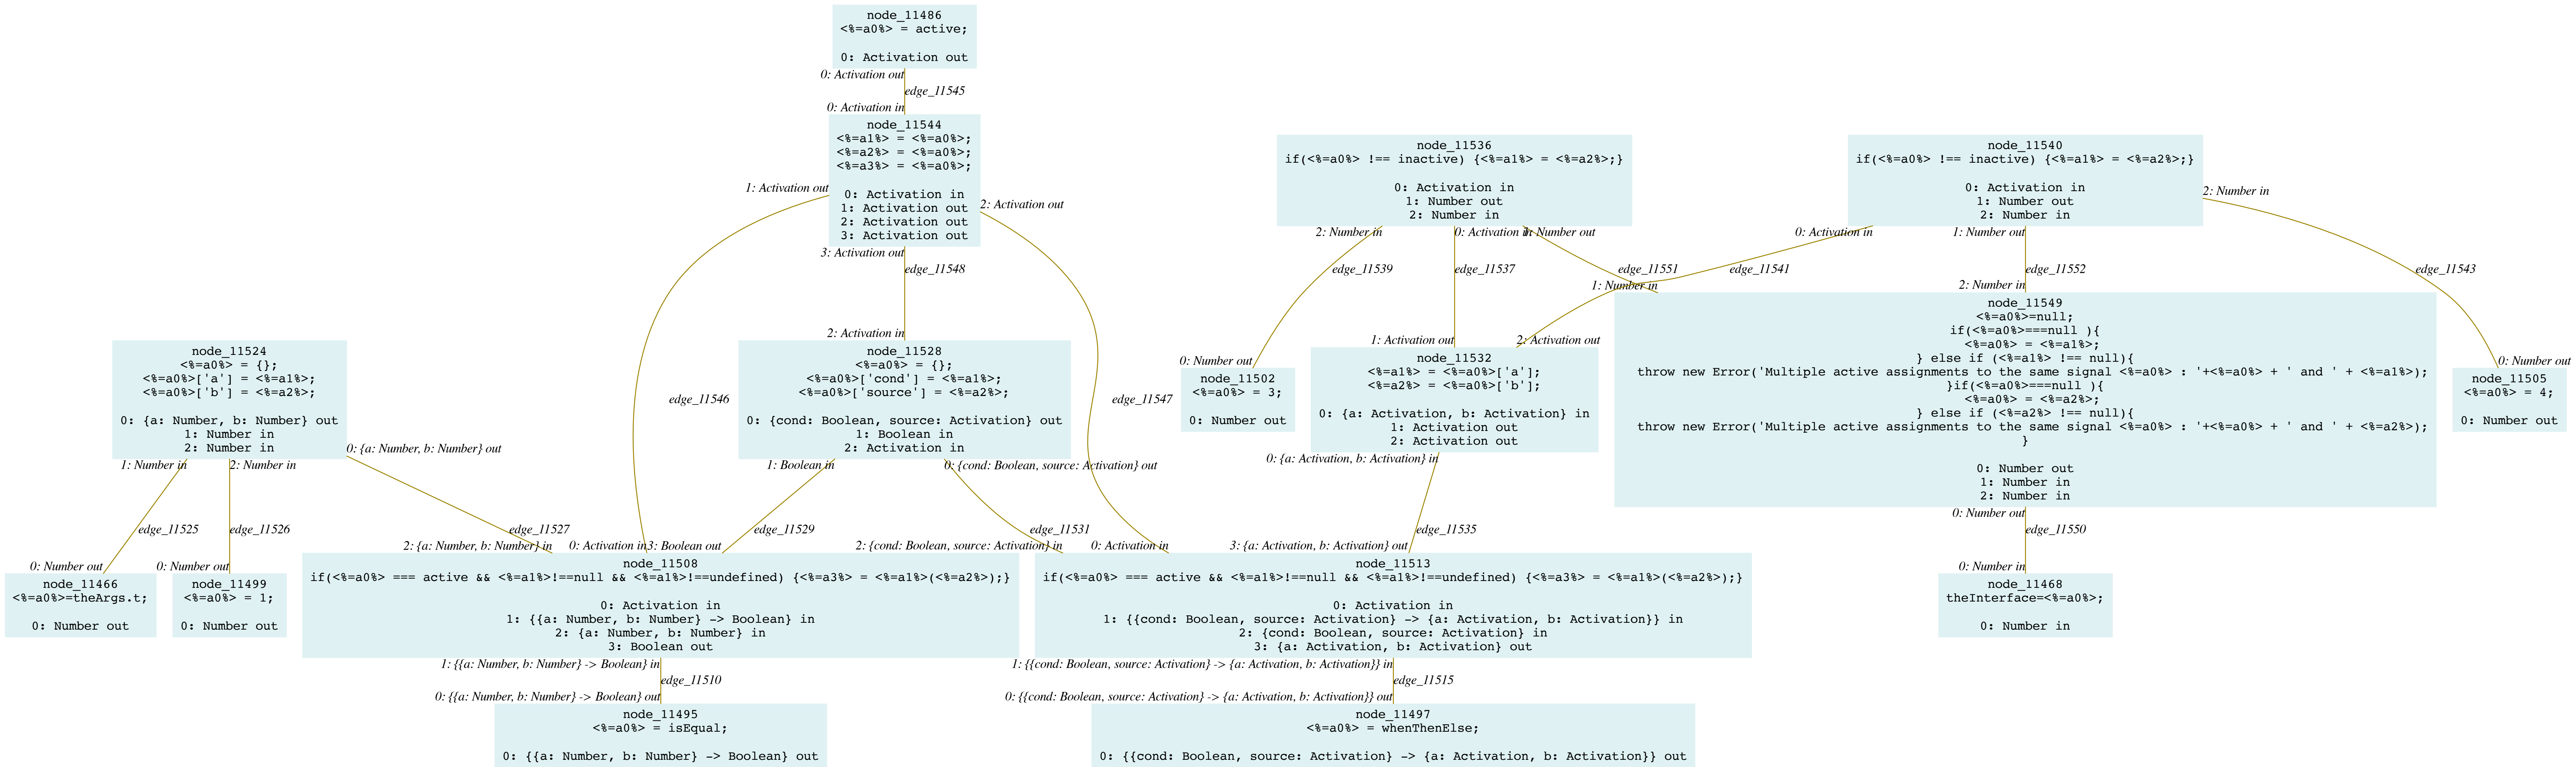 node_11486
<%=a0%> = active;
0: Activation out
0: Activation out
edge_11545
0: Activation in
node_11544
<%=a1%> = <%=a0%>;
<%=a2%> = <%=a0%>;
<%=a3%> = <%=a0%>;
0: Activation in
1: Activation out
2: Activation out
3: Activation out
1: Activation out
2: Activation out
3: Activation out
edge_11548
2: Activation in
node_11536
if(<%=a0%> !== inactive) {<%=a1%> = <%=a2%>;}
0: Activation in
1: Number out
2: Number in
2: Number in
0: Activation in
1: Number out
edge_11539
edge_11537
edge_11551
edge_11541
node_11540
if(<%=a0%> !== inactive) {<%=a1%> = <%=a2%>;}
0: Activation in
1: Number out
2: Number in
2: Number in
0: Activation in
1: Number out
edge_11552
edge_11543
1: Number in
2: Number in
node_11549
<%=a0%>=null;
if(<%=a0%>===null ){
<%=a0%> = <%=a1%>;
} else if (<%=a1%> !== null){
throw new Error('Multiple active assignments to the same signal <%=a0%> : '+<%=a0%> + ' and ' + <%=a1%>);
}if(<%=a0%>===null ){
<%=a0%> = <%=a2%>;
} else if (<%=a2%> !== null){
throw new Error('Multiple active assignments to the same signal <%=a0%> : '+<%=a0%> + ' and ' + <%=a2%>);
}
0: Number out
1: Number in
2: Number in
0: Number out
edge_11550
0: Number in
node_11468
theInterface=<%=a0%>;
0: Number in
0: Number out
node_11505
<%=a0%> = 4;
0: Number out
0: Number out
node_11502
<%=a0%> = 3;
0: Number out
1: Activation out
2: Activation out
node_11532
<%=a1%> = <%=a0%>['a'];
<%=a2%> = <%=a0%>['b'];
0: {a: Activation, b: Activation} in
1: Activation out
2: Activation out
0: {a: Activation, b: Activation} in
edge_11535
3: {a: Activation, b: Activation} out
node_11524
<%=a0%> = {};
<%=a0%>['a'] = <%=a1%>;
<%=a0%>['b'] = <%=a2%>;
0: {a: Number, b: Number} out
1: Number in
2: Number in
0: {a: Number, b: Number} out
1: Number in
2: Number in
edge_11525
edge_11526
edge_11527
0: Number out
0: Number out
node_11466
<%=a0%>=theArgs.t;
0: Number out
node_11499
<%=a0%> = 1;
0: Number out
node_11528
<%=a0%> = {};
<%=a0%>['cond'] = <%=a1%>;
<%=a0%>['source'] = <%=a2%>;
0: {cond: Boolean, source: Activation} out
1: Boolean in
2: Activation in
1: Boolean in
0: {cond: Boolean, source: Activation} out
edge_11546
edge_11547
edge_11529
edge_11531
2: {a: Number, b: Number} in
0: Activation in
3: Boolean out
node_11508
if(<%=a0%> === active && <%=a1%>!==null && <%=a1%>!==undefined) {<%=a3%> = <%=a1%>(<%=a2%>);}
0: Activation in
1: {{a: Number, b: Number} -> Boolean} in
2: {a: Number, b: Number} in
3: Boolean out
1: {{a: Number, b: Number} -> Boolean} in
edge_11510
0: {{a: Number, b: Number} -> Boolean} out
node_11495
<%=a0%> = isEqual;
0: {{a: Number, b: Number} -> Boolean} out
2: {cond: Boolean, source: Activation} in
0: Activation in
node_11513
if(<%=a0%> === active && <%=a1%>!==null && <%=a1%>!==undefined) {<%=a3%> = <%=a1%>(<%=a2%>);}
0: Activation in
1: {{cond: Boolean, source: Activation} -> {a: Activation, b: Activation}} in
2: {cond: Boolean, source: Activation} in
3: {a: Activation, b: Activation} out
1: {{cond: Boolean, source: Activation} -> {a: Activation, b: Activation}} in
edge_11515
0: {{cond: Boolean, source: Activation} -> {a: Activation, b: Activation}} out
node_11497
<%=a0%> = whenThenElse;
0: {{cond: Boolean, source: Activation} -> {a: Activation, b: Activation}} out